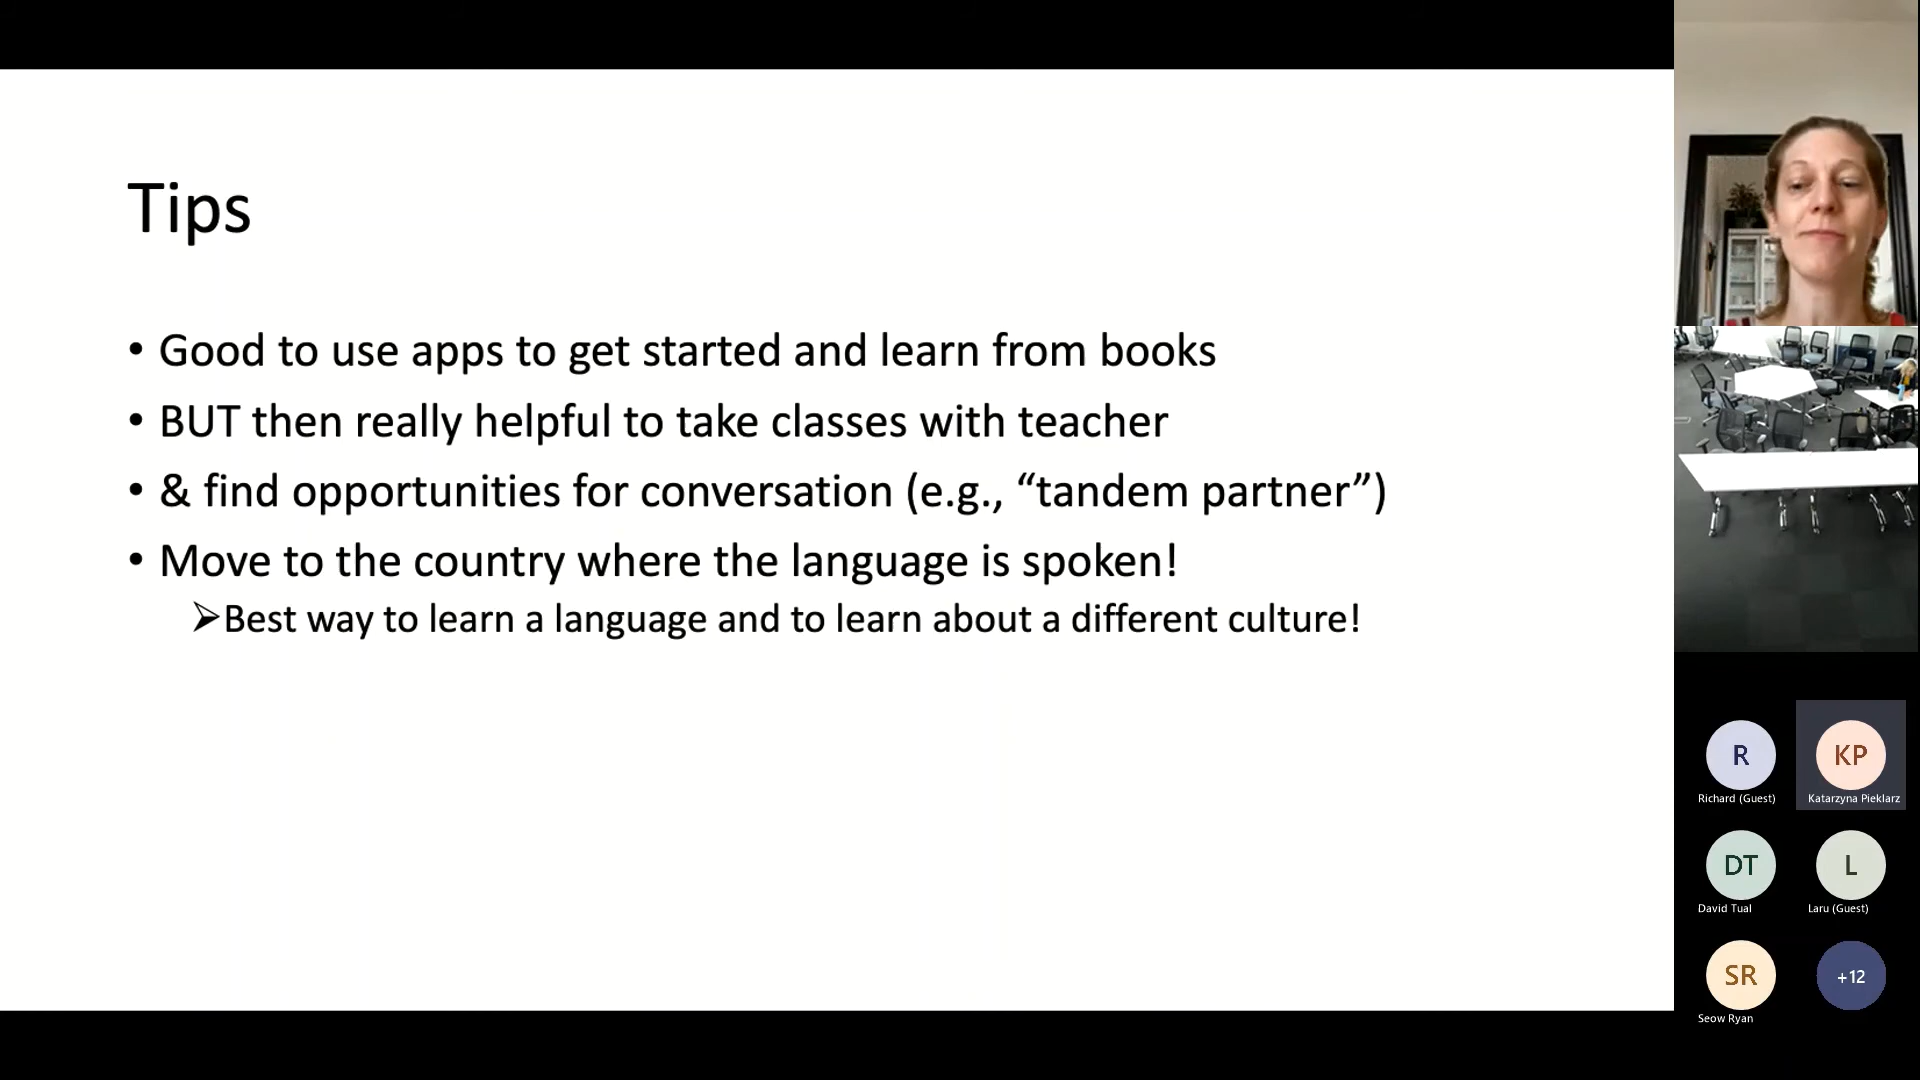 Tips
• Good to use apps to get started and learn from books
• BUT then really helpful to take classes with teacher
• & find opportunities for conversation (e.g., “tandem partner”)
• Move to the country where the language is spoken!
➢Best way to learn a language and to learn about a different culture!
R
Richard (Guest)
KP
Katarzyna Pieklarz
DT
David Tual
L
Laru (Guest)
SR
Seow Ryan
+12